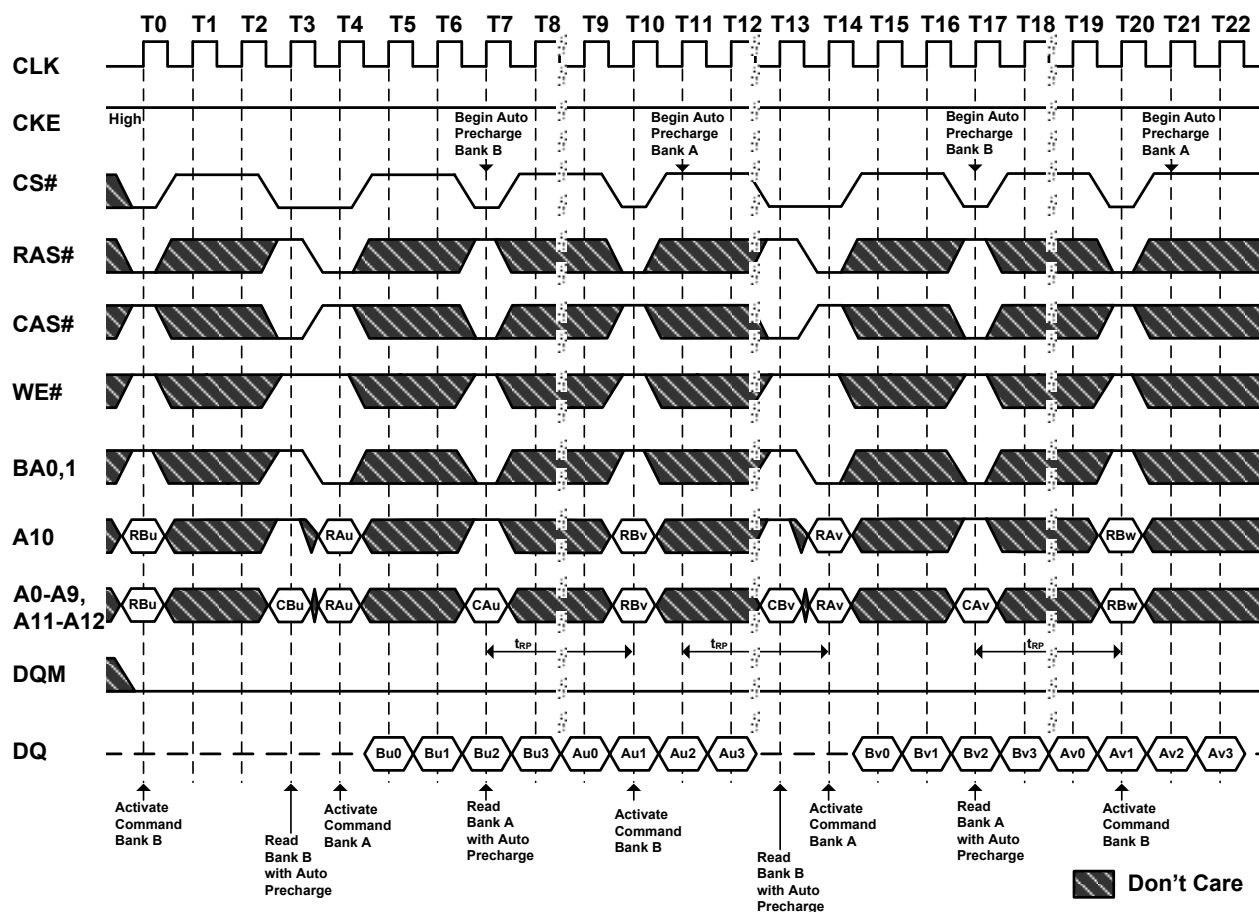 T0 T1 T2 T3 T4 T5 T6 T7 T8 T9 T10 T11 T12 T13 T14 T15 T16 T17 T18 T19 T20 T21 T22
CLK
CKE
High
Begin Auto
Precharge
Bank B
Begin Auto
Precharge
Bank A
Begin Auto
Precharge
Bank B
Begin Auto
Precharge
Bank A
CS#
RAS#
CAS#
WE#
BA0,1
A10
RBu RAu RBv RAv RBw
A0-A9,
A11-A12
RBu CBu RAu CAu RBv CBv RAv CAv RBw
tRP tRP tRP
DQM
DQ
Bu0 Bu1 Bu2 Bu3 Au0 Au1 Au2 Au3 Bv0 Bv1 Bv2 Bv3 Av0 Av1 Av2 Av3
Activate
Command
Bank B
Read
Bank B
with Auto
Precharge
Activate
Command
Bank A
Read
Bank A
with Auto
Precharge
Activate
Command
Bank B
Read
Bank B
with Auto
Precharge
Activate
Command
Bank A
Read
Bank A
with Auto
Precharge
Activate
Command
Bank B
Don't Care